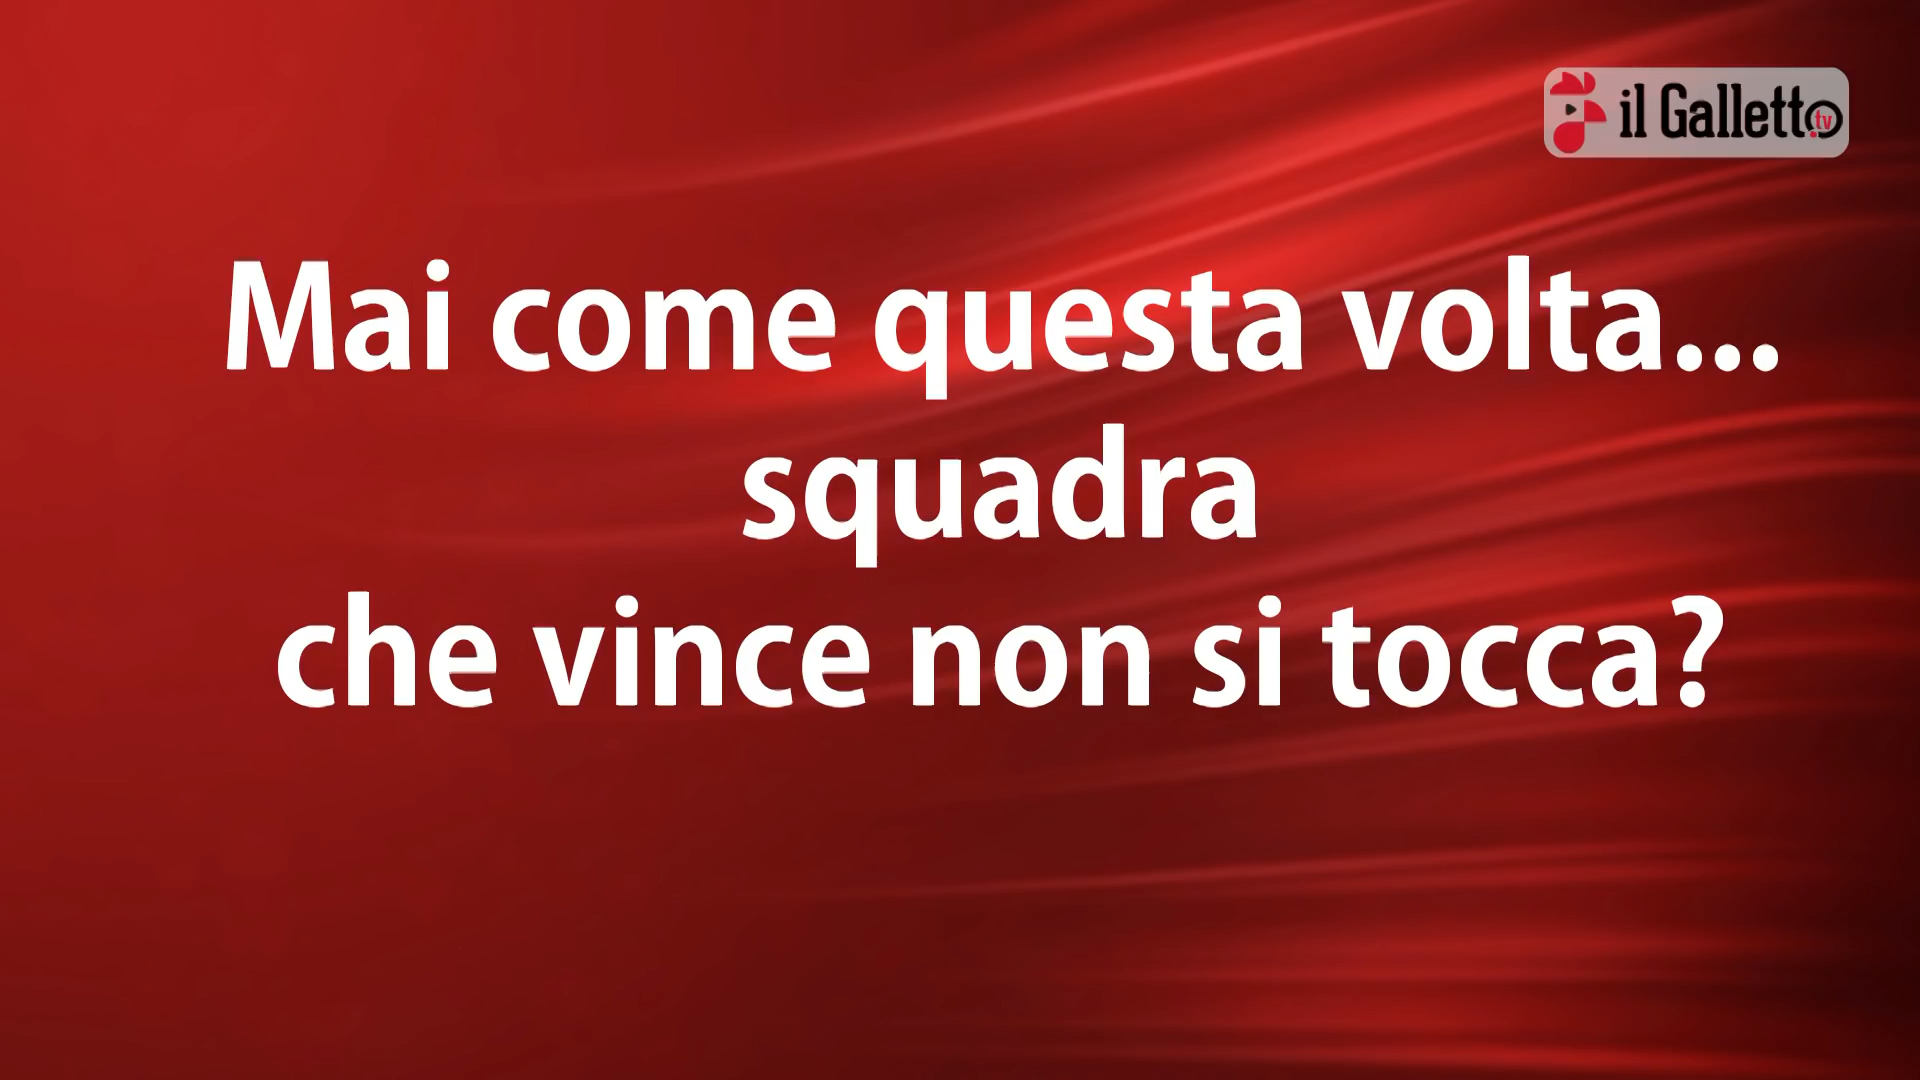 il Galletto.tv
Mai come questa volta...
squadra
che vince non si tocca?